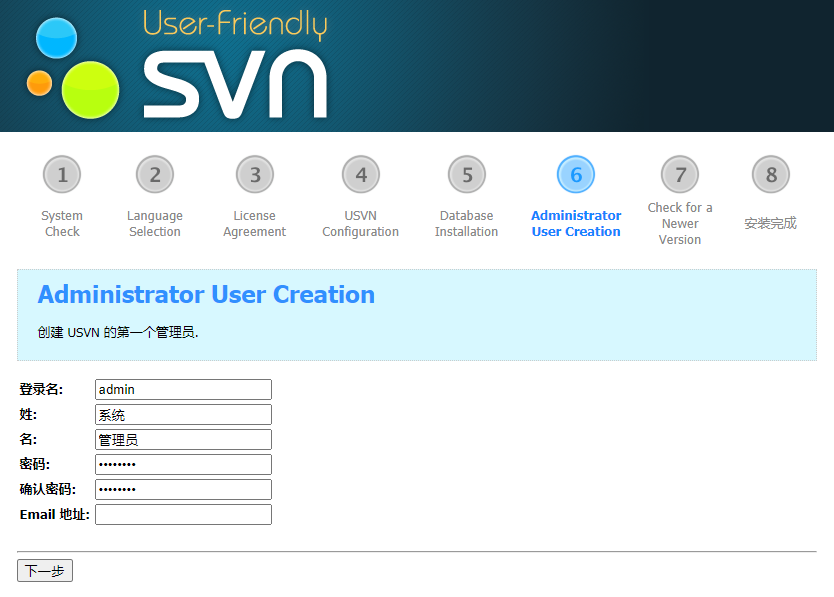 User-Friendly
SVN
1 2 3 4 5 6 7 8
System Check
Language Selection
License Agreement
USVN Configuration
Database Installation
Administrator User Creation
Check for a Newer Version
安装完成
Administrator User Creation
创建 USVN 的第一个管理员.
登录名: admin
姓: 系统
名: 管理员
密码: ••••••••
确认密码: ••••••••
Email 地址:
下一步